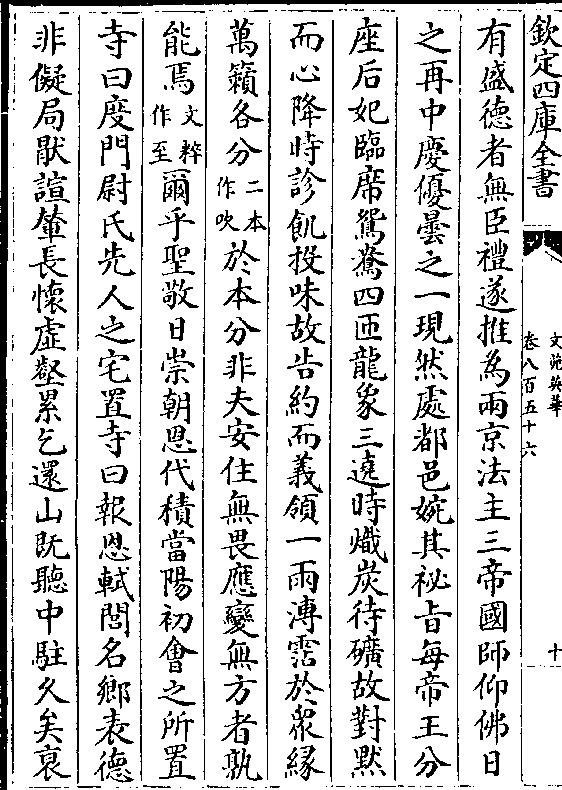 欽定四庫全書
文苑英華
卷八百五十六
十
有盛德者無臣禮遂推為兩京法主三帝國師仰佛日
之再中慶優曇之一現然處都邑婉其祕旨每帝王分
座后妃臨席鴛鷺四匝龍象三遶時熾炭待礦故對默
而心降時診飢投味故告約而義領一雨溥霑於衆緣
萬籟各分二本作吹於本分非夫安住無畏應變無方者孰
能焉文粹作至爾乎聖敬日崇朝恩代積當陽初會之所置
寺曰度門尉氏先人之宅置寺曰報恩軾閭名鄉表德
非儗局厭諠輦長懷虛壑累乞還山既聽中駐久矣裒